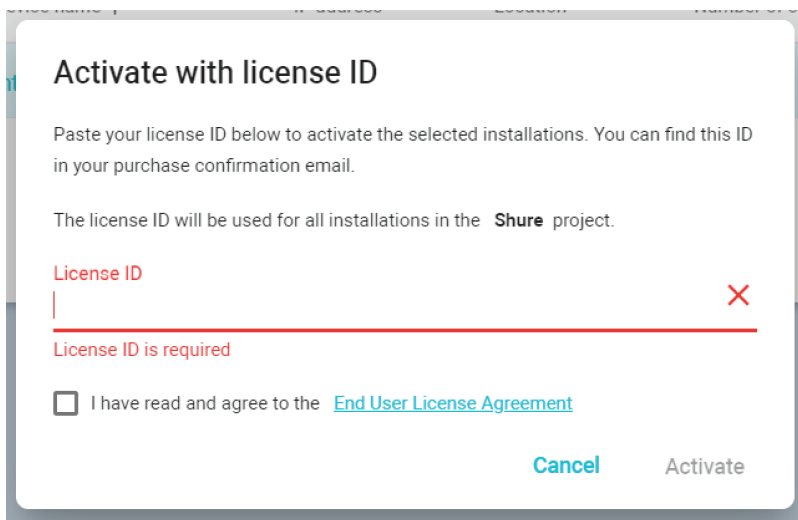 Activate with license ID
Paste your license ID below to activate the selected installations. You can find this ID
in your purchase confirmation email.
The license ID will be used for all installations in the Shure project.
License ID
License ID is required
I have read and agree to the End User License Agreement
Cancel Activate